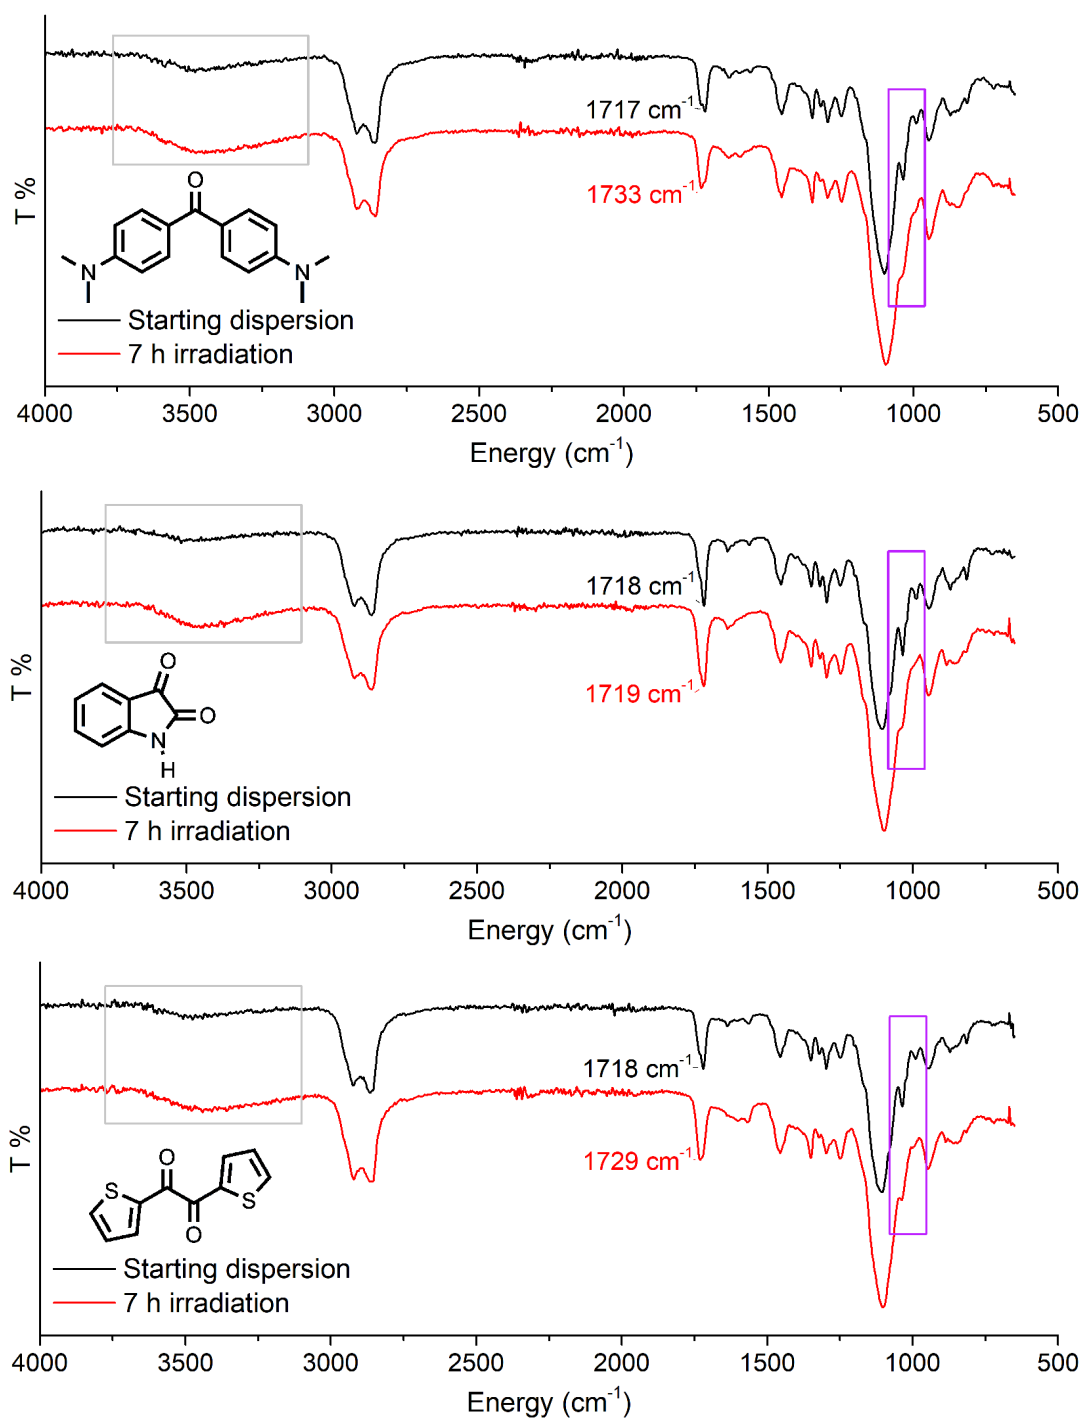 1717 cm-1
1733 cm-1
T %
O
N
N
Starting dispersion
7 h irradiation
4000 3500 3000 2500 2000 1500 1000 500
Energy (cm-1)
1718 cm-1
1719 cm-1
T %
O
O
N
H
Starting dispersion
7 h irradiation
4000 3500 3000 2500 2000 1500 1000 500
Energy (cm-1)
1718 cm-1
1729 cm-1
T %
O
S
S
O
Starting dispersion
7 h irradiation
4000 3500 3000 2500 2000 1500 1000 500
Energy (cm-1)